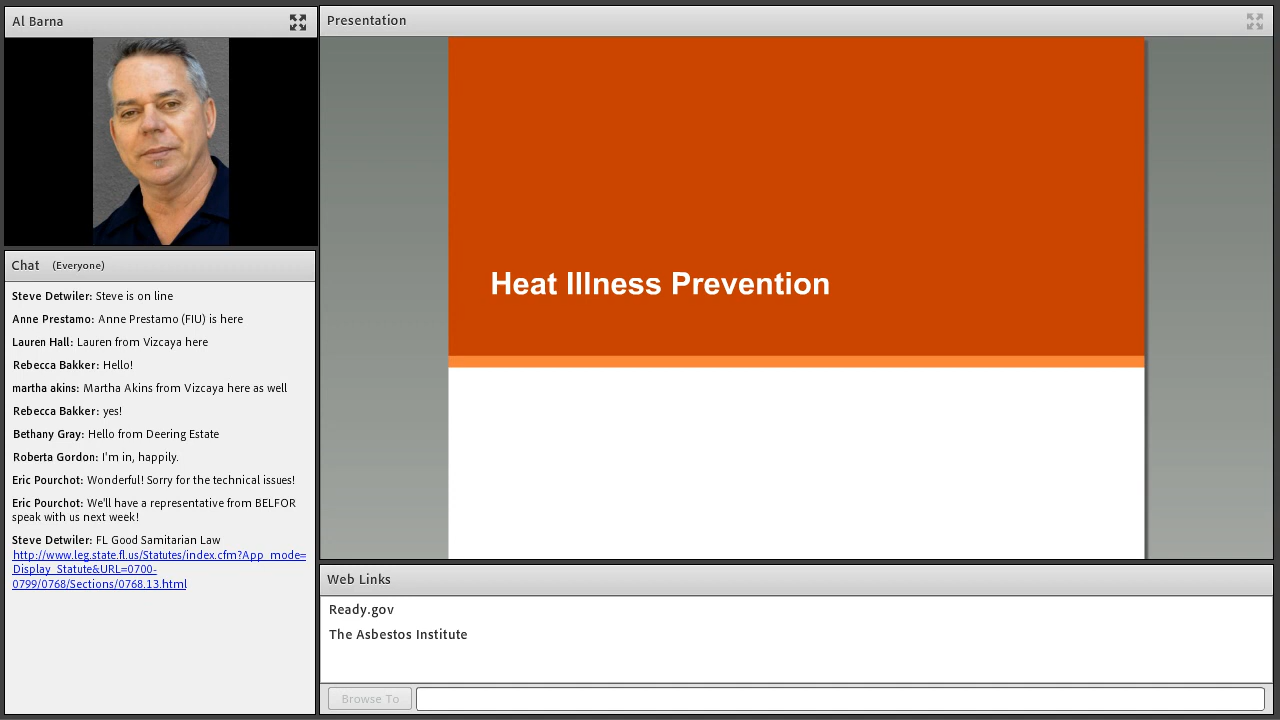 Al Barna
Presentation
Heat Illness Prevention
Chat (Everyone)
Steve Detwiler: Steve is on line
Anne Prestamo: Anne Prestamo (FIU) is here
Lauren Hall: Lauren from Vizcaya here
Rebecca Bakker: Hello!
martha akins: Martha Akins from Vizcaya here as well
Rebecca Bakker: yes!
Bethany Gray: Hello from Deering Estate
Roberta Gordon: I'm in, happily.
Eric Pourchot: Wonderful! Sorry for the technical issues!
Eric Pourchot: We'll have a representative from BELFOR
speak with us next week!
Steve Detwiler: FL Good Samitarian Law
http://www.leg.state.fl.us/Statutes/index.cfm?App_mode=
Display_Statute&URL=0700-
0799/0768/Sections/0768.13.html
Web Links
Ready.gov
The Asbestos Institute
Browse To